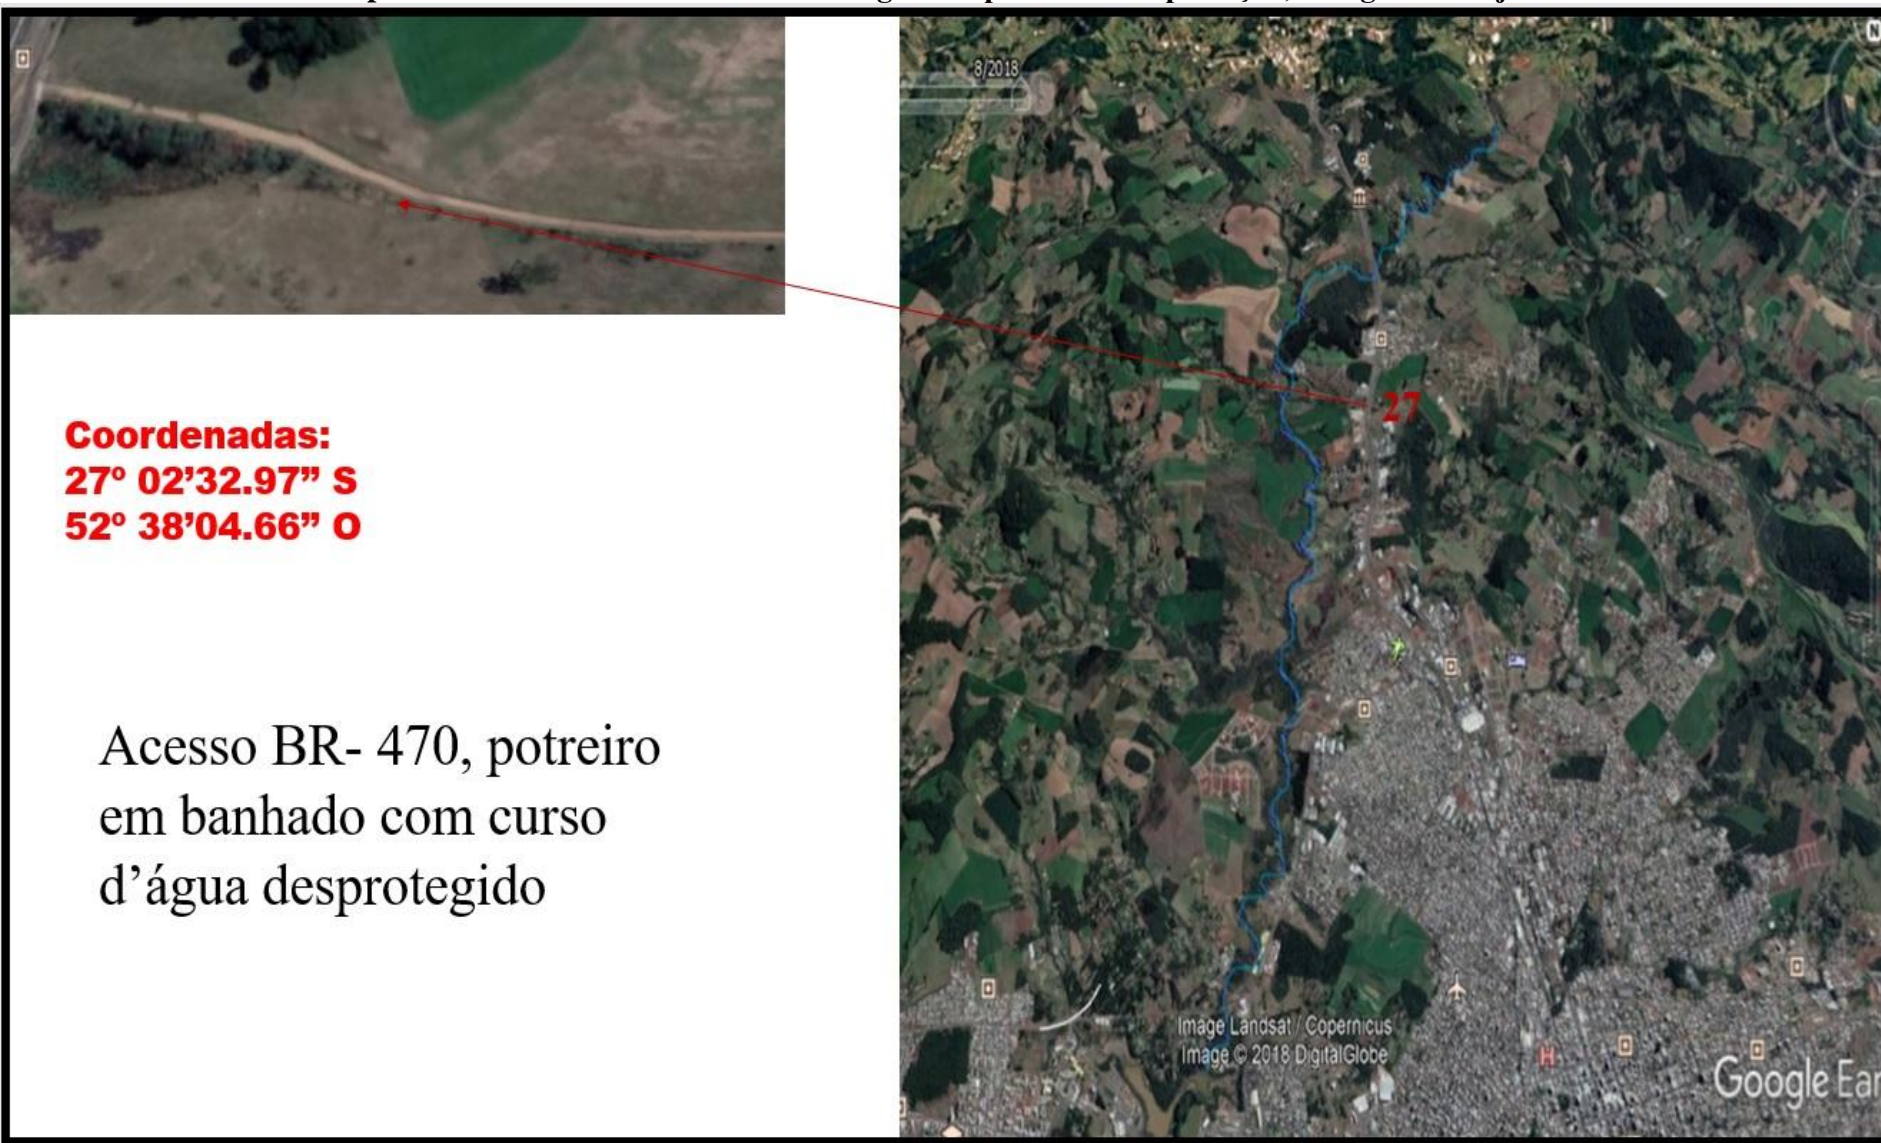 8/2018
N
Coordenadas:
27º 02’32.97” S
52º 38’04.66” O
27
Acesso BR- 470, potreiro
em banhado com curso
d’água desprotegido
H
Image Landsat / Copernicus
Image © 2018 DigitalGlobe
Google Ear